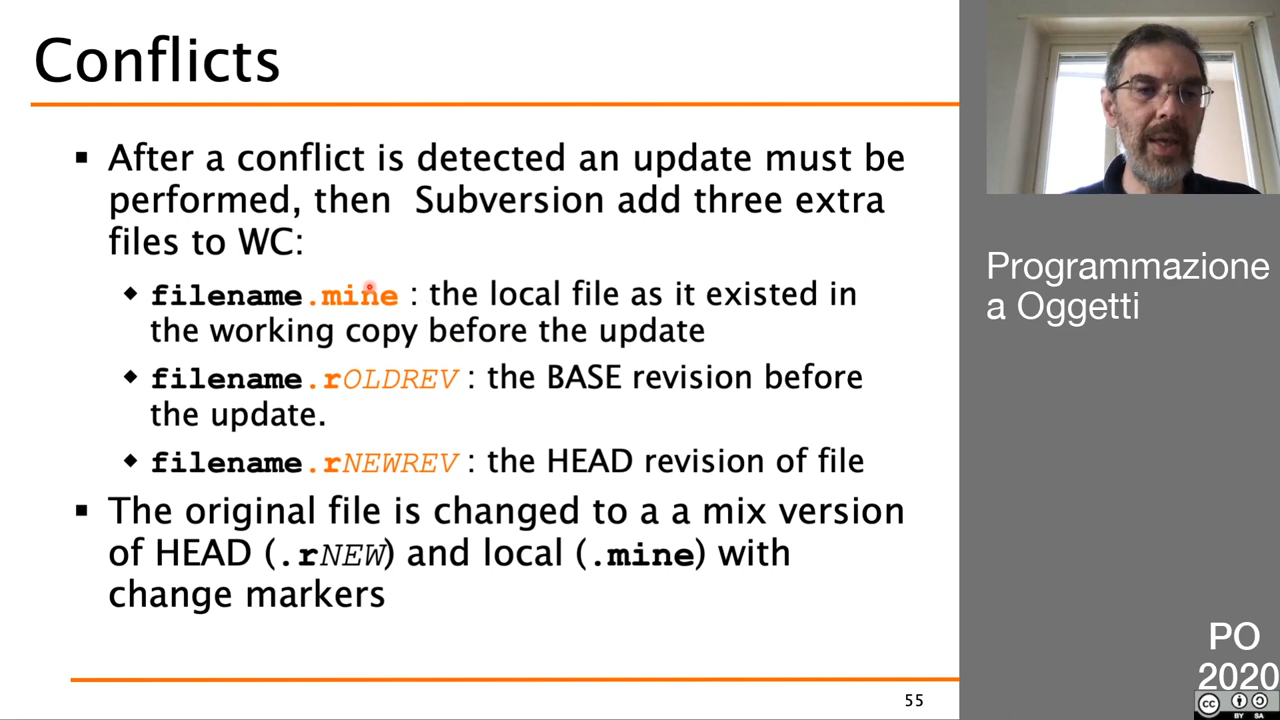 Conflicts
▪ After a conflict is detected an update must be
performed, then Subversion add three extra
files to WC:
◆ filename.mine : the local file as it existed in
the working copy before the update
◆ filename.rOLDREV : the BASE revision before
the update.
◆ filename.rNEWREV : the HEAD revision of file
▪ The original file is changed to a a mix version
of HEAD (.rNEW) and local (.mine) with
change markers
55
Programmazione
a Oggetti
PO
2020
cc
BY SA